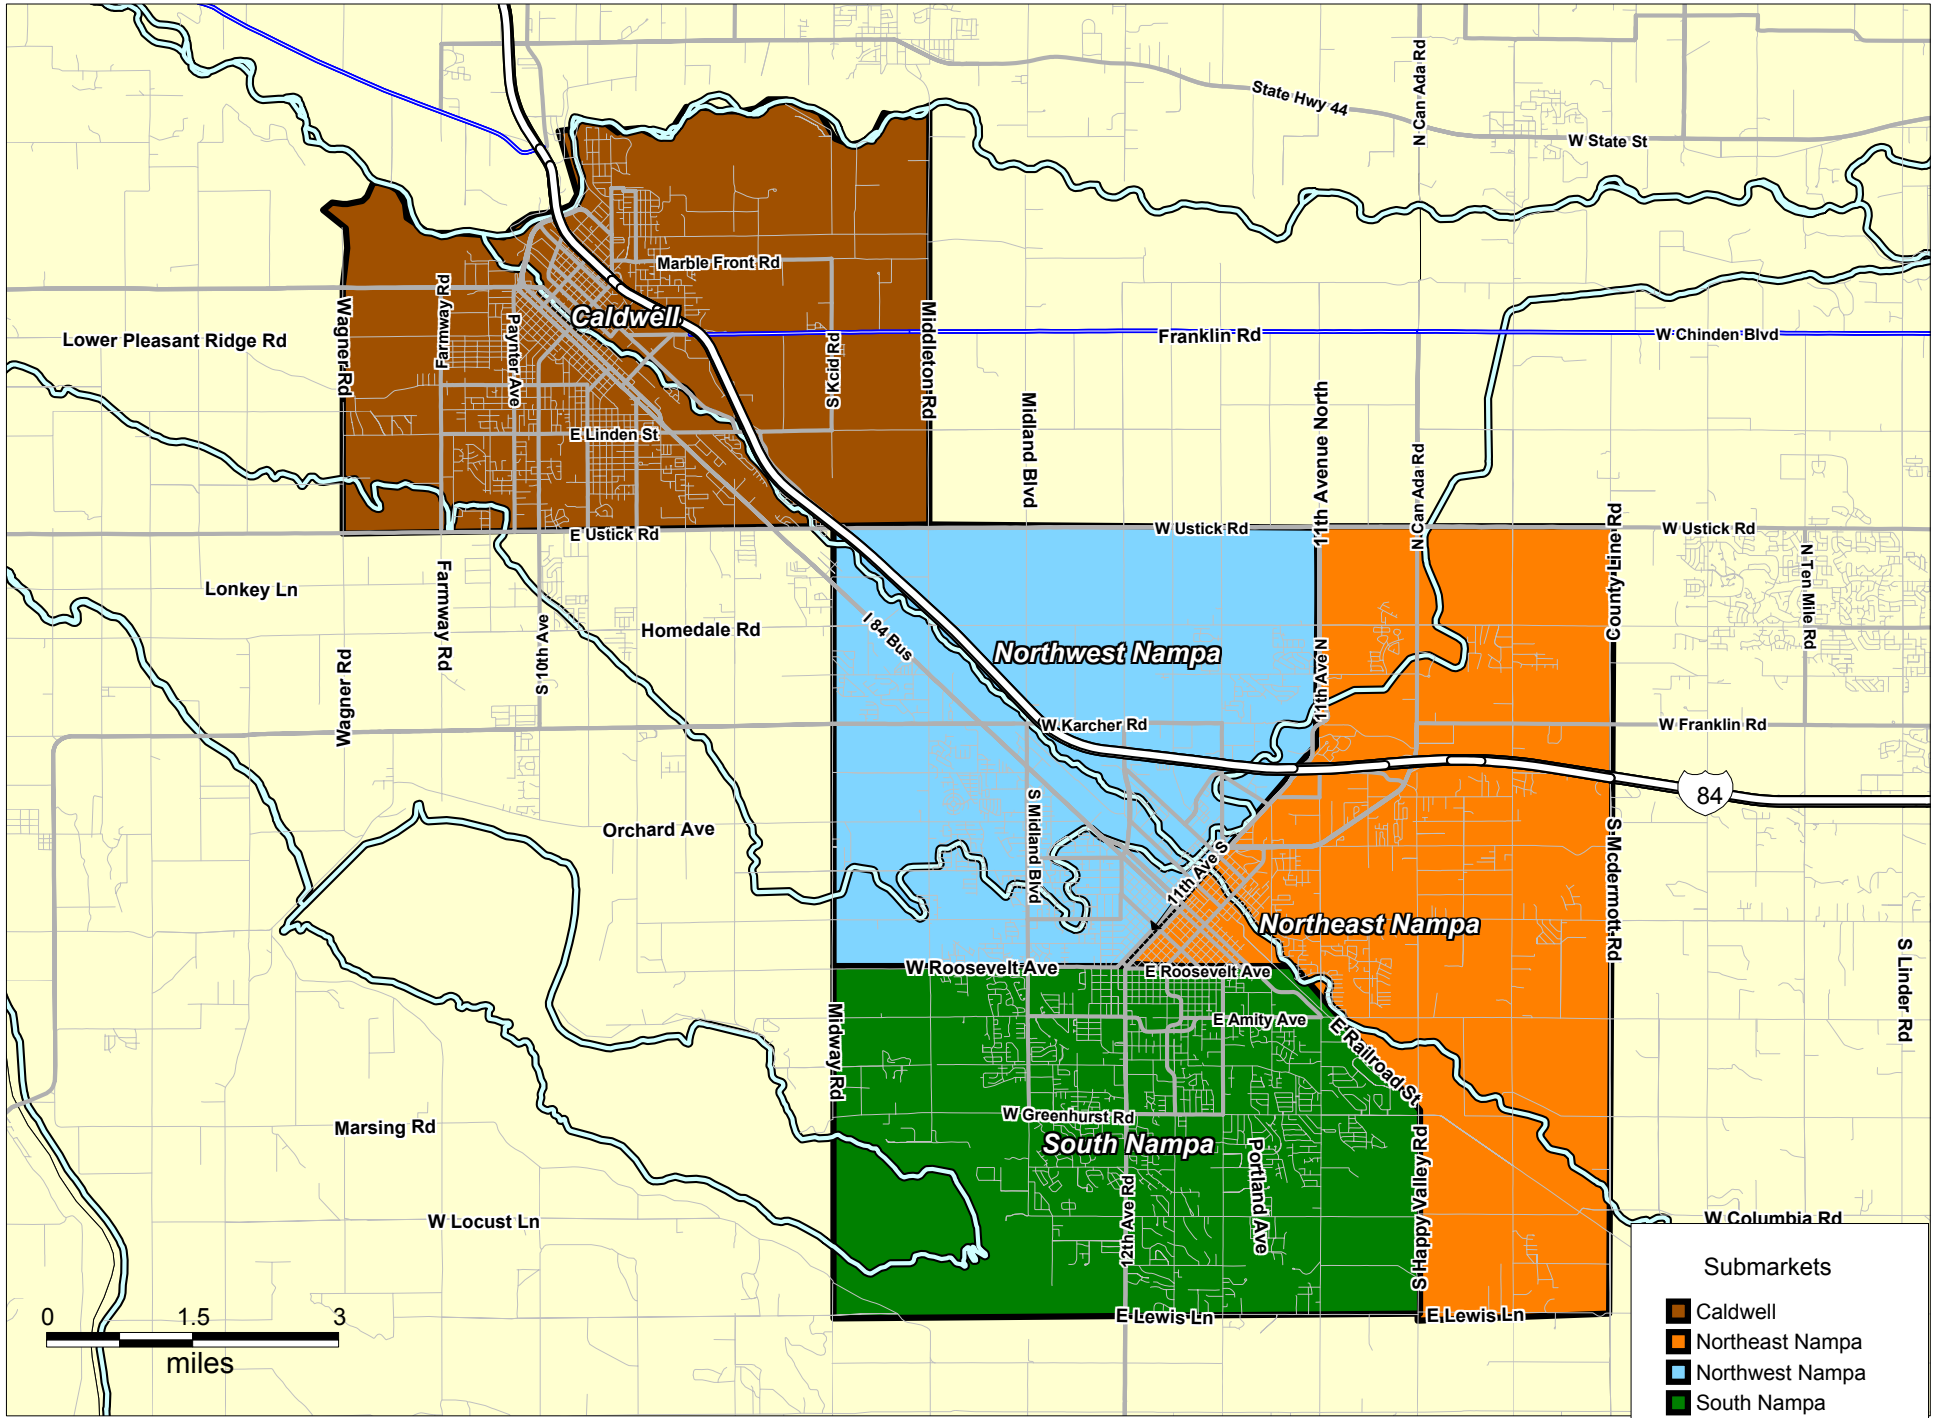 State Hwy 44
N Can Ada Rd
W State St
Marble Front Rd
Farmway Rd
Wagner Rd
Paynter Ave
Caldwell
Lower Pleasant Ridge Rd
S Kcid Rd
Middleton Rd
Franklin Rd
W Chinden Blvd
Midland Blvd
11th Avenue North
E Linden St
N Can Ada Rd
E Ustick Rd
W Ustick Rd
County Line Rd
W Ustick Rd
N Ten Mile Rd
Lonkey Ln
Farmway Rd
S 10th Ave
Homedale Rd
I 84 Bus
Northwest Nampa
11th Ave N
Wagner Rd
W Karcher Rd
W Franklin Rd
84
Orchard Ave
S Midland Blvd
11th Ave S
S Mcdermott Rd
Northeast Nampa
S Linder Rd
W Roosevelt Ave
E Roosevelt Ave
Midway Rd
E Amity Ave
E Railroad St
Marsing Rd
W Greenhurst Rd
South Nampa
Portland Ave
S Happy Valley Rd
12th Ave Rd
W Locust Ln
W Columbia Rd
E Lewis Ln
E Lewis Ln
0 1.5 3
miles
Submarkets
Caldwell
Northeast Nampa
Northwest Nampa
South Nampa